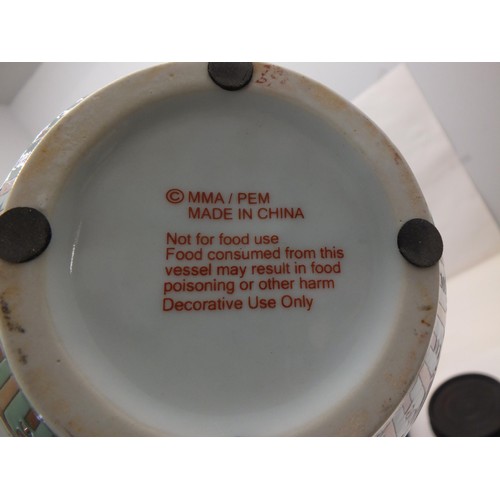 © MMA / PEM
MADE IN CHINA
Not for food use
Food consumed from this
vessel may result in food
poisoning or other harm
Decorative Use Only